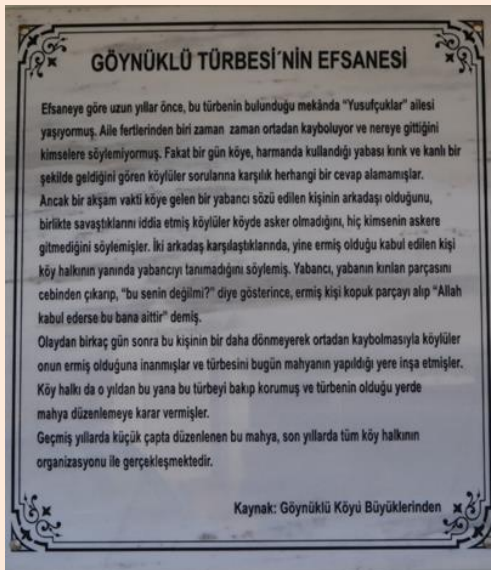 GÖYNÜKLÜ TÜRBESİ'NİN EFSANESİ
Efsaneye göre uzun yıllar önce, bu türbenin bulunduğu mekânda "Yusufçuklar" ailesi
yaşıyormuş. Aile fertlerinden biri zaman zaman ortadan kayboluyor ve nereye gittiğini
kimselere söylemiyormuş. Fakat bir gün köye, harmanda kullandığı yabası kırık ve kanlı bir
şekilde geldiğini gören köylüler sorularına karşılık herhangi bir cevap alamamışlar.
Ancak bir akşam vakti köye gelen bir yabancı sözü edilen kişinin arkadaşı olduğunu,
birlikte savaştıklarını iddia etmiş köylüler köyde asker olmadığını, hiç kimsenin askere
gitmediğini söylemişler. İki arkadaş karşılaştıklarında, yine ermiş olduğu kabul edilen kişi
köy halkının yanında yabancıyı tanımadığını söylemiş. Yabancı, yabanın kırılan parçasını
cebinden çıkarıp, "bu senin değilmi?" diye gösterince, ermiş kişi kopuk parçayı alıp "Allah
kabul ederse bu bana aittir" demiş.
Olaydan birkaç gün sonra bu kişinin bir daha dönmeyerek ortadan kaybolmasıyla köylüler
onun ermiş olduğuna inanmışlar ve türbesini bugün mahyanın yapıldığı yere inşa etmişler.
Köy halkı da o yıldan bu yana bu türbeyi bakıp korumuş ve türbenin olduğu yerde
mahya düzenlemeye karar vermişler.
Geçmiş yıllarda küçük çapta düzenlenen bu mahya, son yıllarda tüm köy halkının
organizasyonu ile gerçekleşmektedir.
Kaynak: Göynüklü Köyü Büyüklerinden